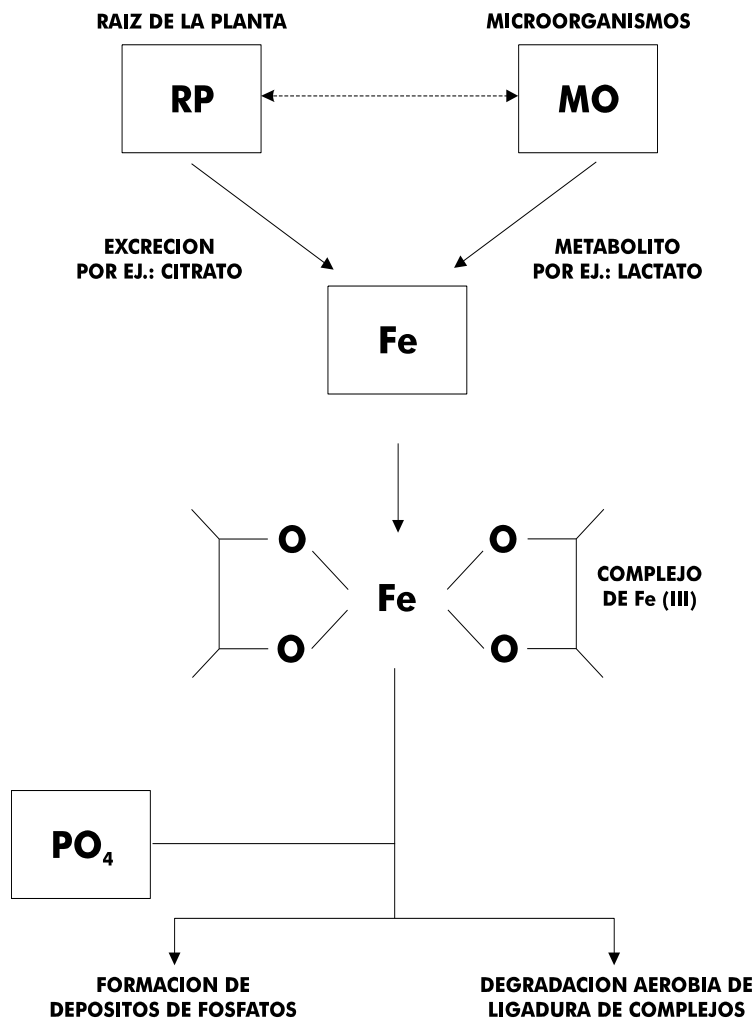 RAIZ DE LA PLANTA
MICROORGANISMOS
RP
MO
EXCRECION
POR EJ.: CITRATO
METABOLITO
POR EJ.: LACTATO
Fe
O
O
Fe
COMPLEJO
DE Fe (III)
O
O
PO₄
FORMACION DE
DEPOSITOS DE FOSFATOS
DEGRADACION AEROBIA DE
LIGADURA DE COMPLEJOS